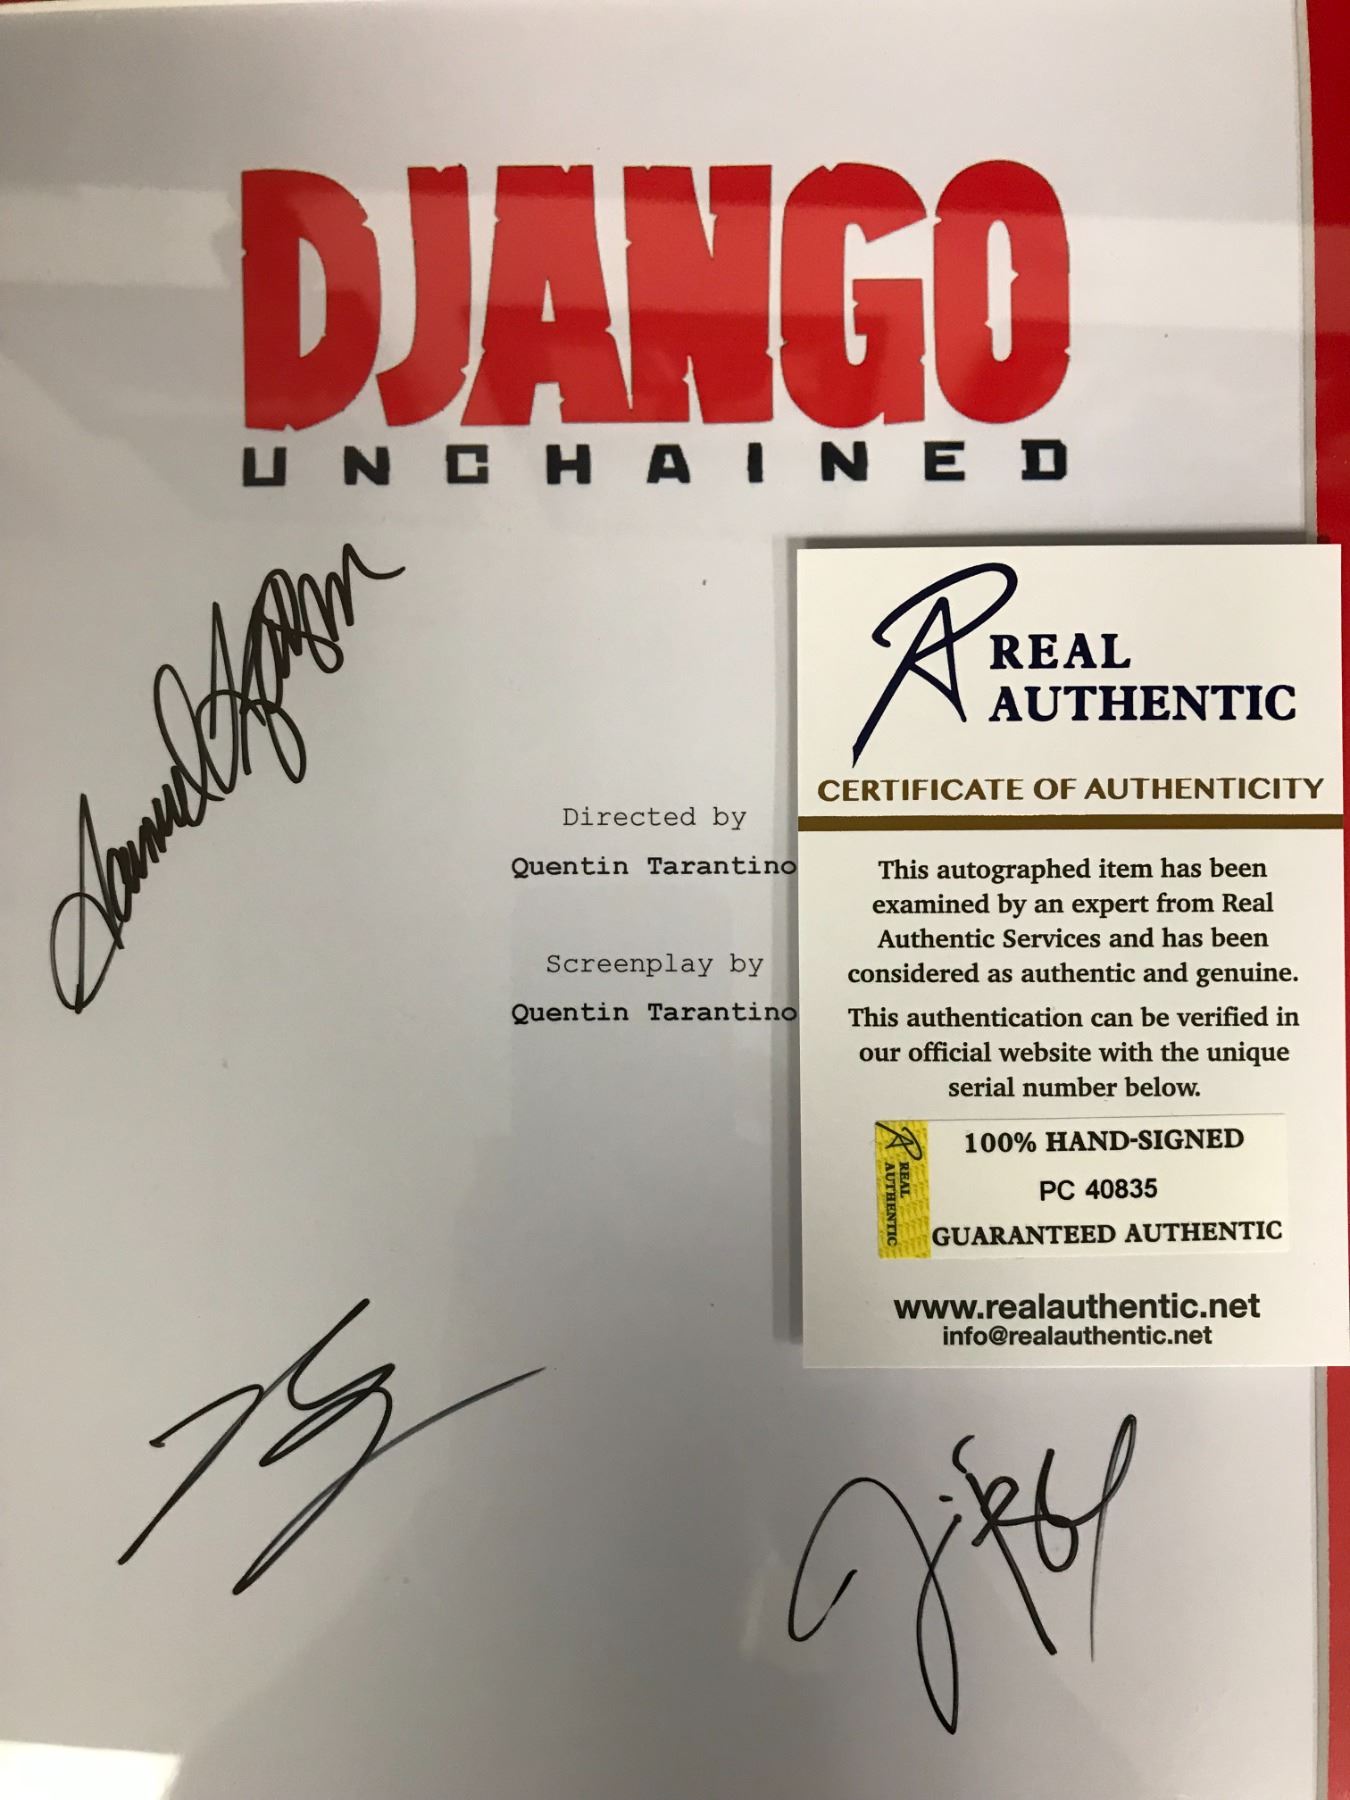 DJANGO
UNCHAINED
Directed by
Quentin Tarantino
Screenplay by
Quentin Tarantino
REAL
AUTHENTIC
CERTIFICATE OF AUTHENTICITY
This autographed item has been
examined by an expert from Real
Authentic Services and has been
considered as authentic and genuine.
This authentication can be verified in
our official website with the unique
serial number below.
REAL
AUTHENTIC
100% HAND-SIGNED
PC 40835
GUARANTEED AUTHENTIC
www.realauthentic.net
info@realauthentic.net